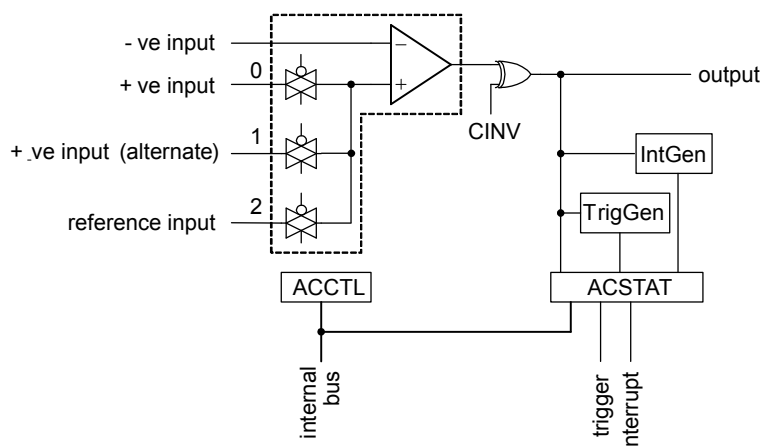 - ve input
0
+ ve input
1
+ ve input (alternate)
2
reference input
−
+
CINV
output
IntGen
TrigGen
ACCTL
ACSTAT
internal
bus
trigger
nterrupt